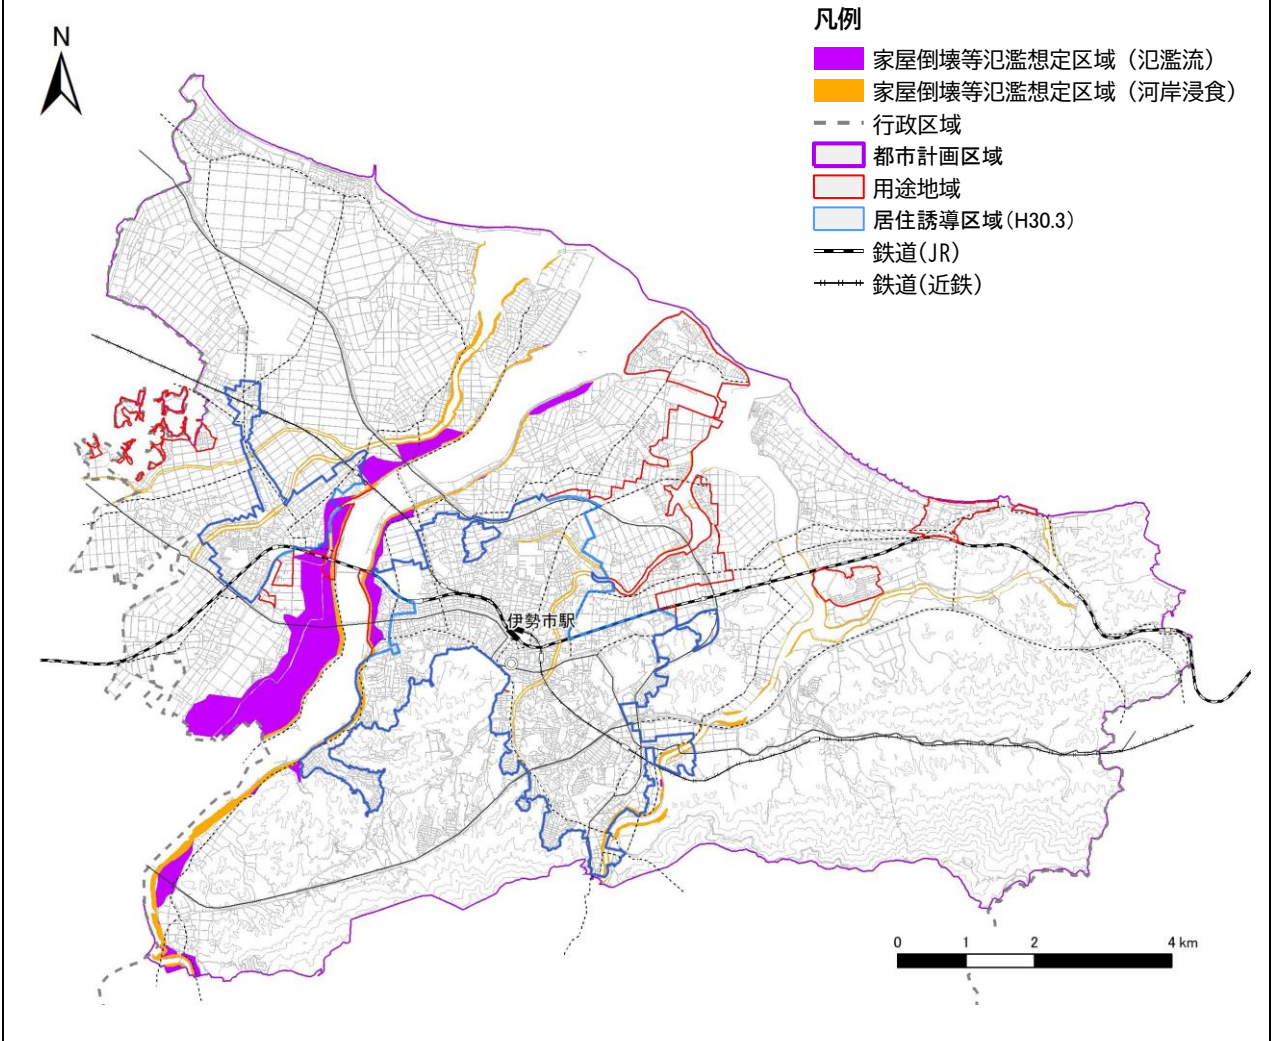 N
凡例
家屋倒壊等氾濫想定区域（氾濫流）
家屋倒壊等氾濫想定区域（河岸浸食）
行政区域
都市計画区域
用途地域
居住誘導区域(H30.3)
鉄道(JR)
鉄道(近鉄)
伊勢市駅
0 1 2 4 km